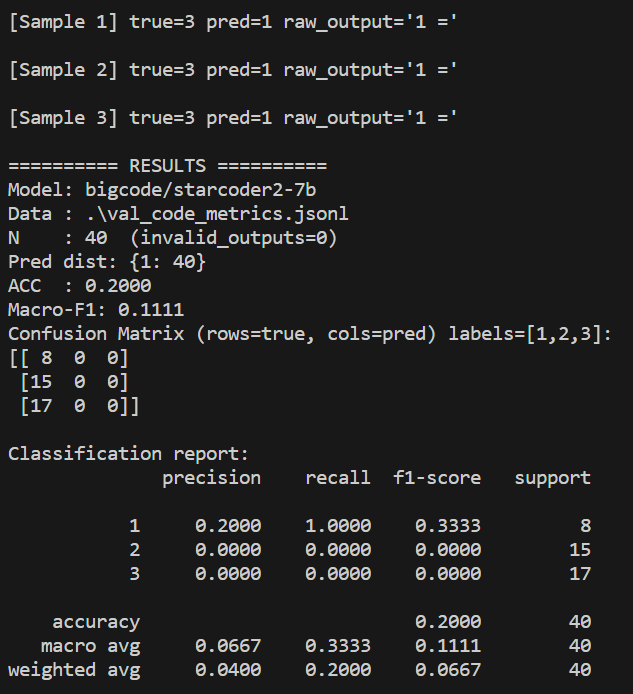 [Sample 1] true=3 pred=1 raw_output='1 ='
[Sample 2] true=3 pred=1 raw_output='1 ='
[Sample 3] true=3 pred=1 raw_output='1 ='
========== RESULTS ==========
Model: bigcode/starcoder2-7b
Data : .\val_code_metrics.jsonl
N    : 40  (invalid_outputs=0)
Pred dist: {1: 40}
ACC  : 0.2000
Macro-F1: 0.1111
Confusion Matrix (rows=true, cols=pred) labels=[1,2,3]:
[[ 8  0  0]
 [15  0  0]
 [17  0  0]]
Classification report:
              precision    recall  f1-score   support
           1     0.2000    1.0000    0.3333         8
           2     0.0000    0.0000    0.0000        15
           3     0.0000    0.0000    0.0000        17
    accuracy                         0.2000        40
   macro avg     0.0667    0.3333    0.1111        40
weighted avg     0.0400    0.2000    0.0667        40